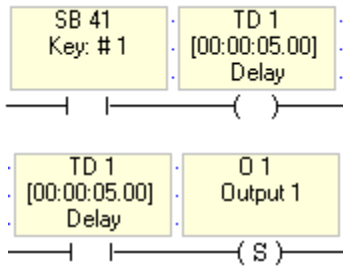 SB 41
Key: # 1
TD 1
[00:00:05.00]
Delay
TD 1
[00:00:05.00]
Delay
O 1
Output 1
( S )